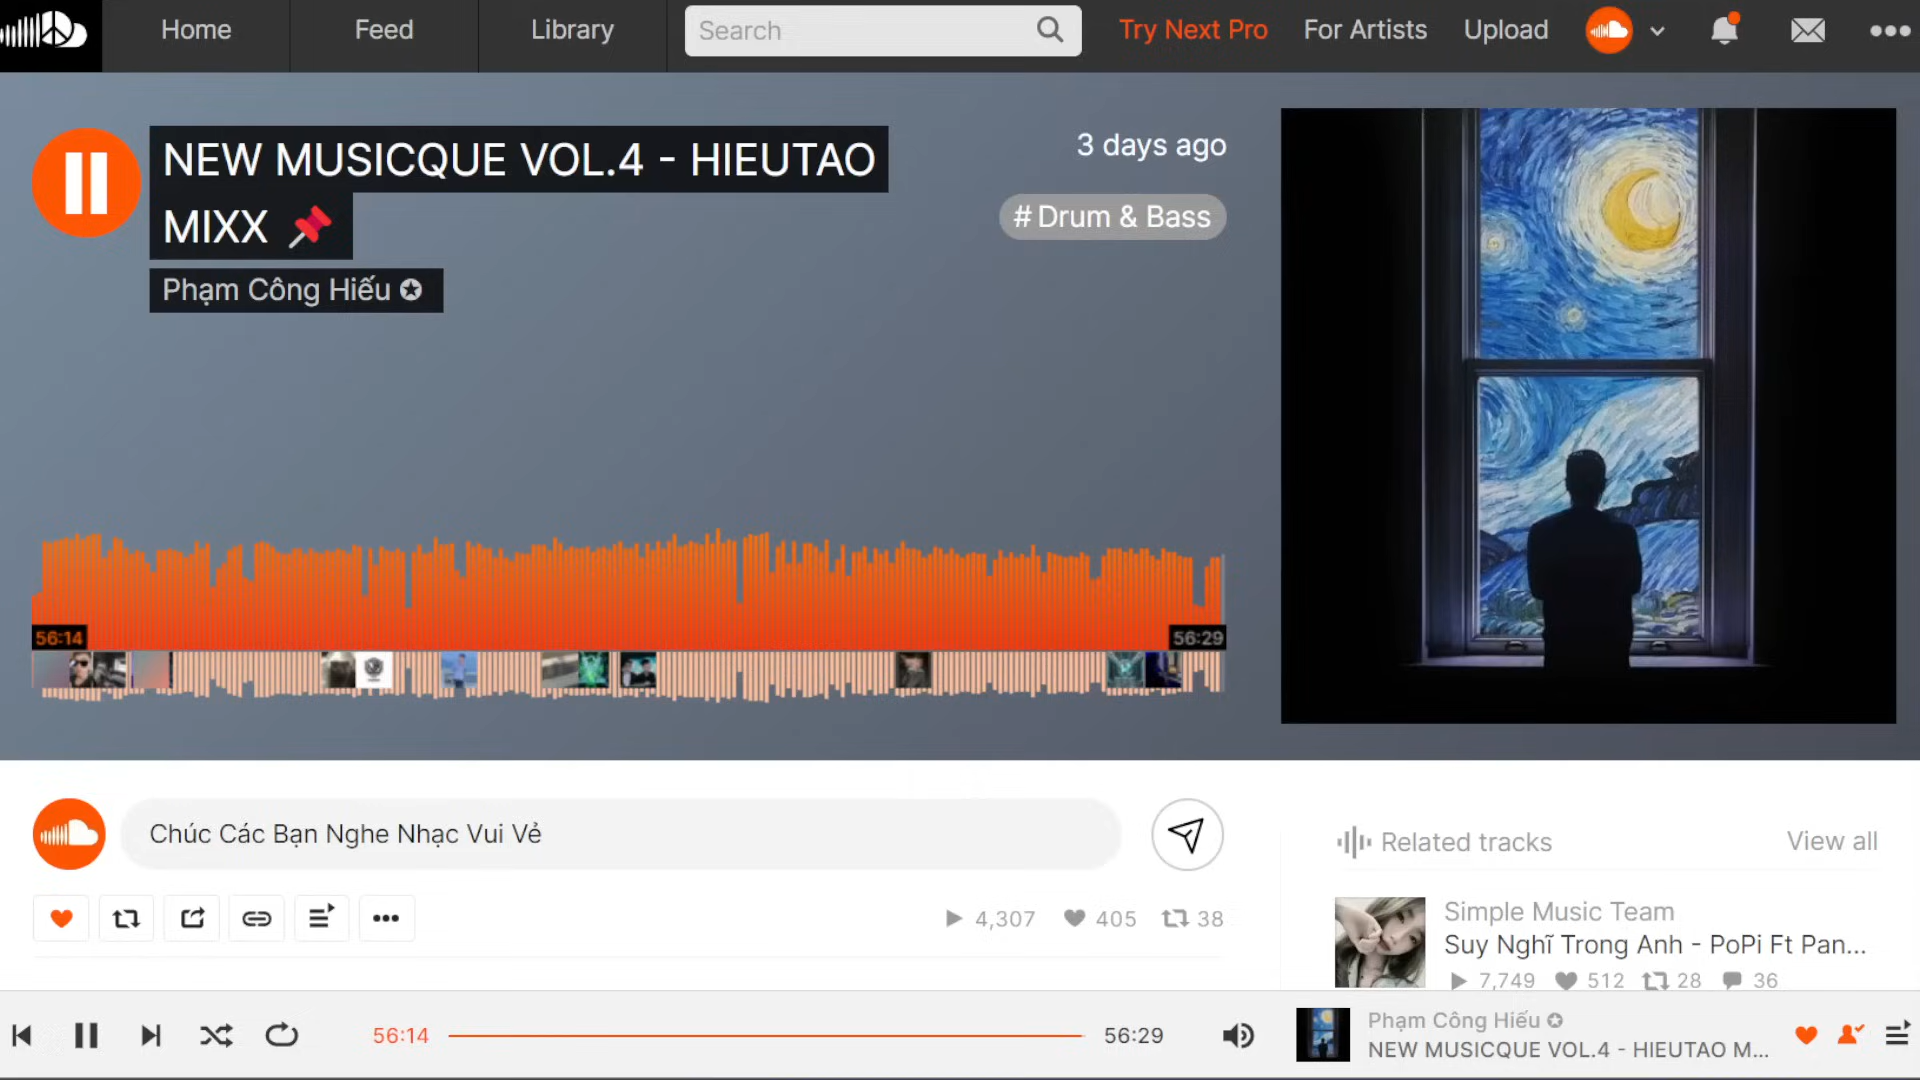 Home
Feed
Library
Search
Try Next Pro
For Artists
Upload
NEW MUSICQUE VOL.4 - HIEUTAO
MIXX
Phạm Công Hiếu
3 days ago
# Drum & Bass
56:14
56:29
Chúc Các Bạn Nghe Nhạc Vui Vẻ
4,307
405
38
Related tracks
View all
Simple Music Team
Suy Nghĩ Trong Anh - PoPi Ft Pan...
7,749
512
28
36
56:14
56:29
Phạm Công Hiếu
NEW MUSICQUE VOL.4 - HIEUTAO M...